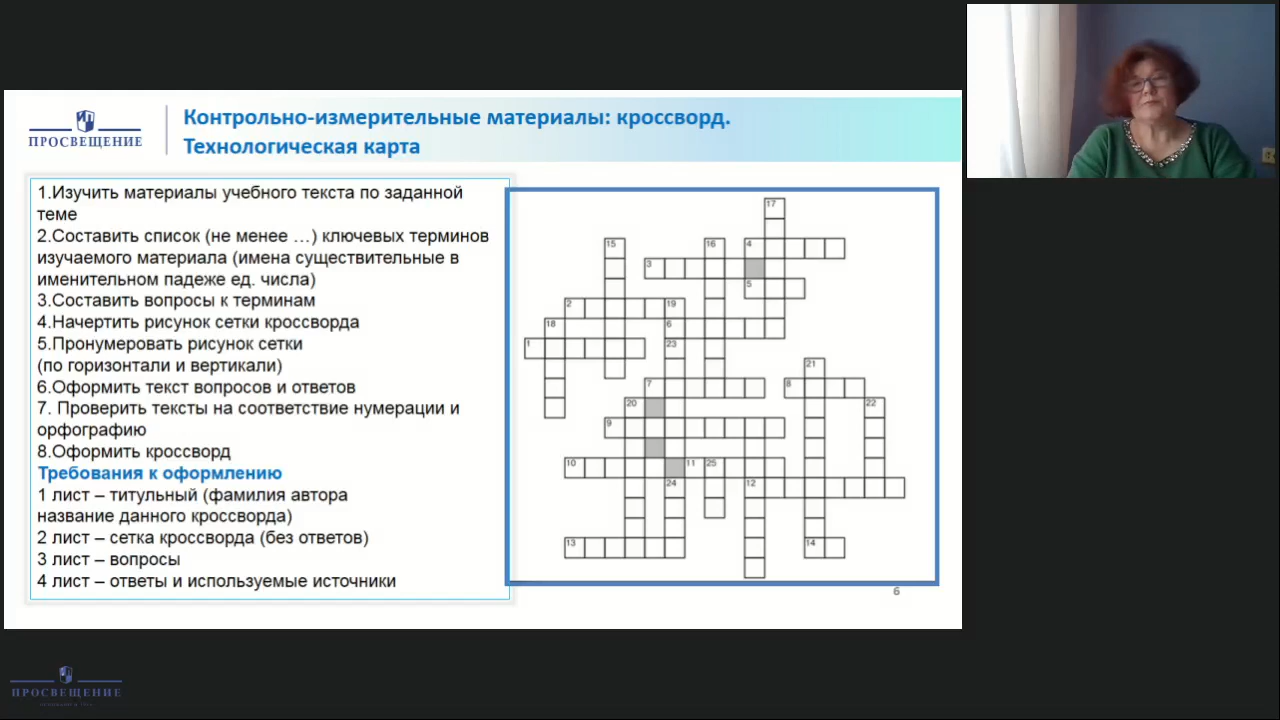 ПРОСВЕЩЕНИЕ
Контрольно-измерительные материалы: кроссворд.
Технологическая карта
1.Изучить материалы учебного текста по заданной
теме
2.Составить список (не менее …) ключевых терминов
изучаемого материала (имена существительные в
именительном падеже ед. числа)
3.Составить вопросы к терминам
4.Начертить рисунок сетки кроссворда
5.Пронумеровать рисунок сетки
(по горизонтали и вертикали)
6.Оформить текст вопросов и ответов
7. Проверить тексты на соответствие нумерации и
орфографию
8.Оформить кроссворд
Требования к оформлению
1 лист – титульный (фамилия автора
название данного кроссворда)
2 лист – сетка кроссворда (без ответов)
3 лист – вопросы
4 лист – ответы и используемые источники
17
15 16 4
3
5
2 19
18 6
1 23
21
7 8
20 22
9
10 11 25
24 12
13 14
6
ПРОСВЕЩЕНИЕ